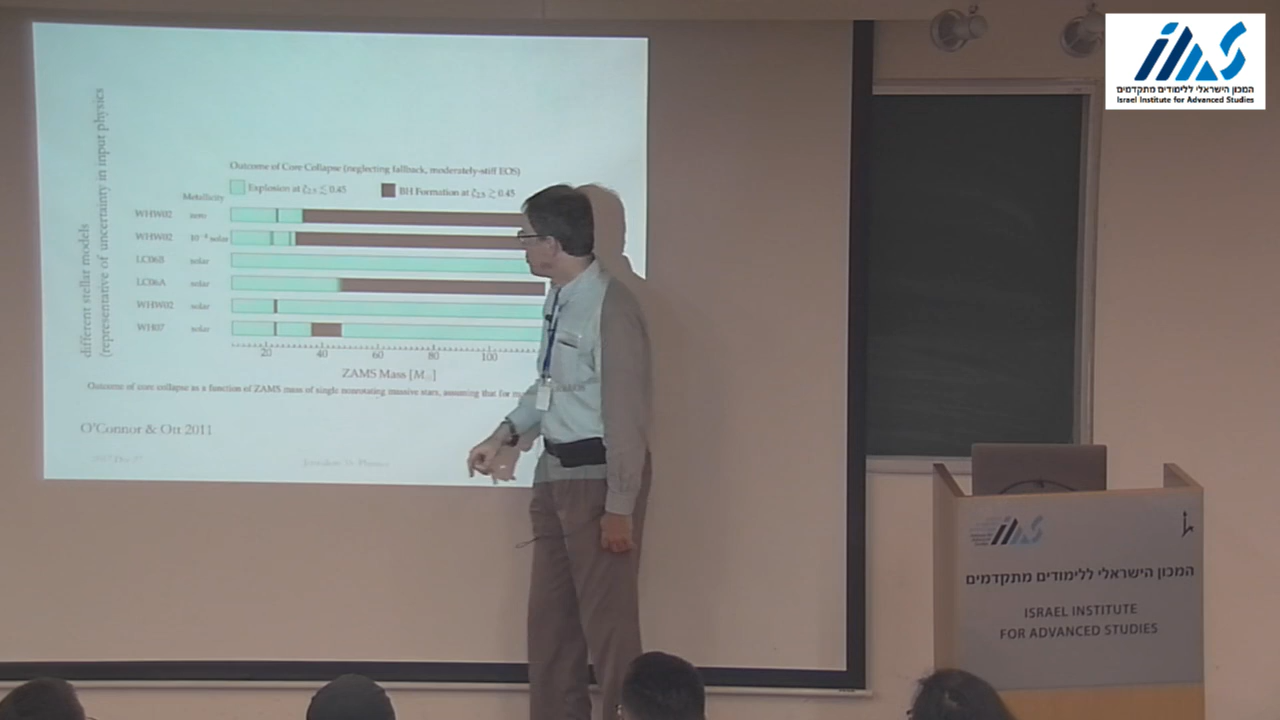 המכון הישראלי ללימודים מתקדמים
Israel Institute for Advanced Studies
different stellar models
(representative of uncertainty in input physics
Outcome of Core Collapse (neglecting fallback, moderately-stiff EOS)
Explosion at ξ2.5 ≲ 0.45
BH Formation at ξ2.5 ≳ 0.45
Metallicity
WHW02 zero
WHW02 solar
LC06B solar
LC06A solar
WHW02 solar
WH07 solar
20 40 60 80 100
ZAMS Mass [M☉]
Outcome of core collapse as a function of ZAMS mass of single nonrotating massive stars, assuming that for
O'Connor & Ott 2011
המכון הישראלי ללימודים מתקדמים
ISRAEL INSTITUTE
FOR ADVANCED STUDIES